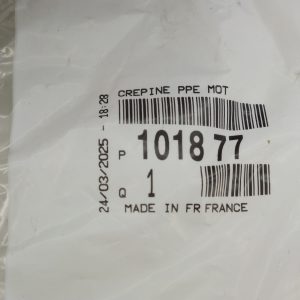 CREPINE PPE MOT
P 1018 77
Q 1
MADE IN FR FRANCE
24/03/2025 - 18:28